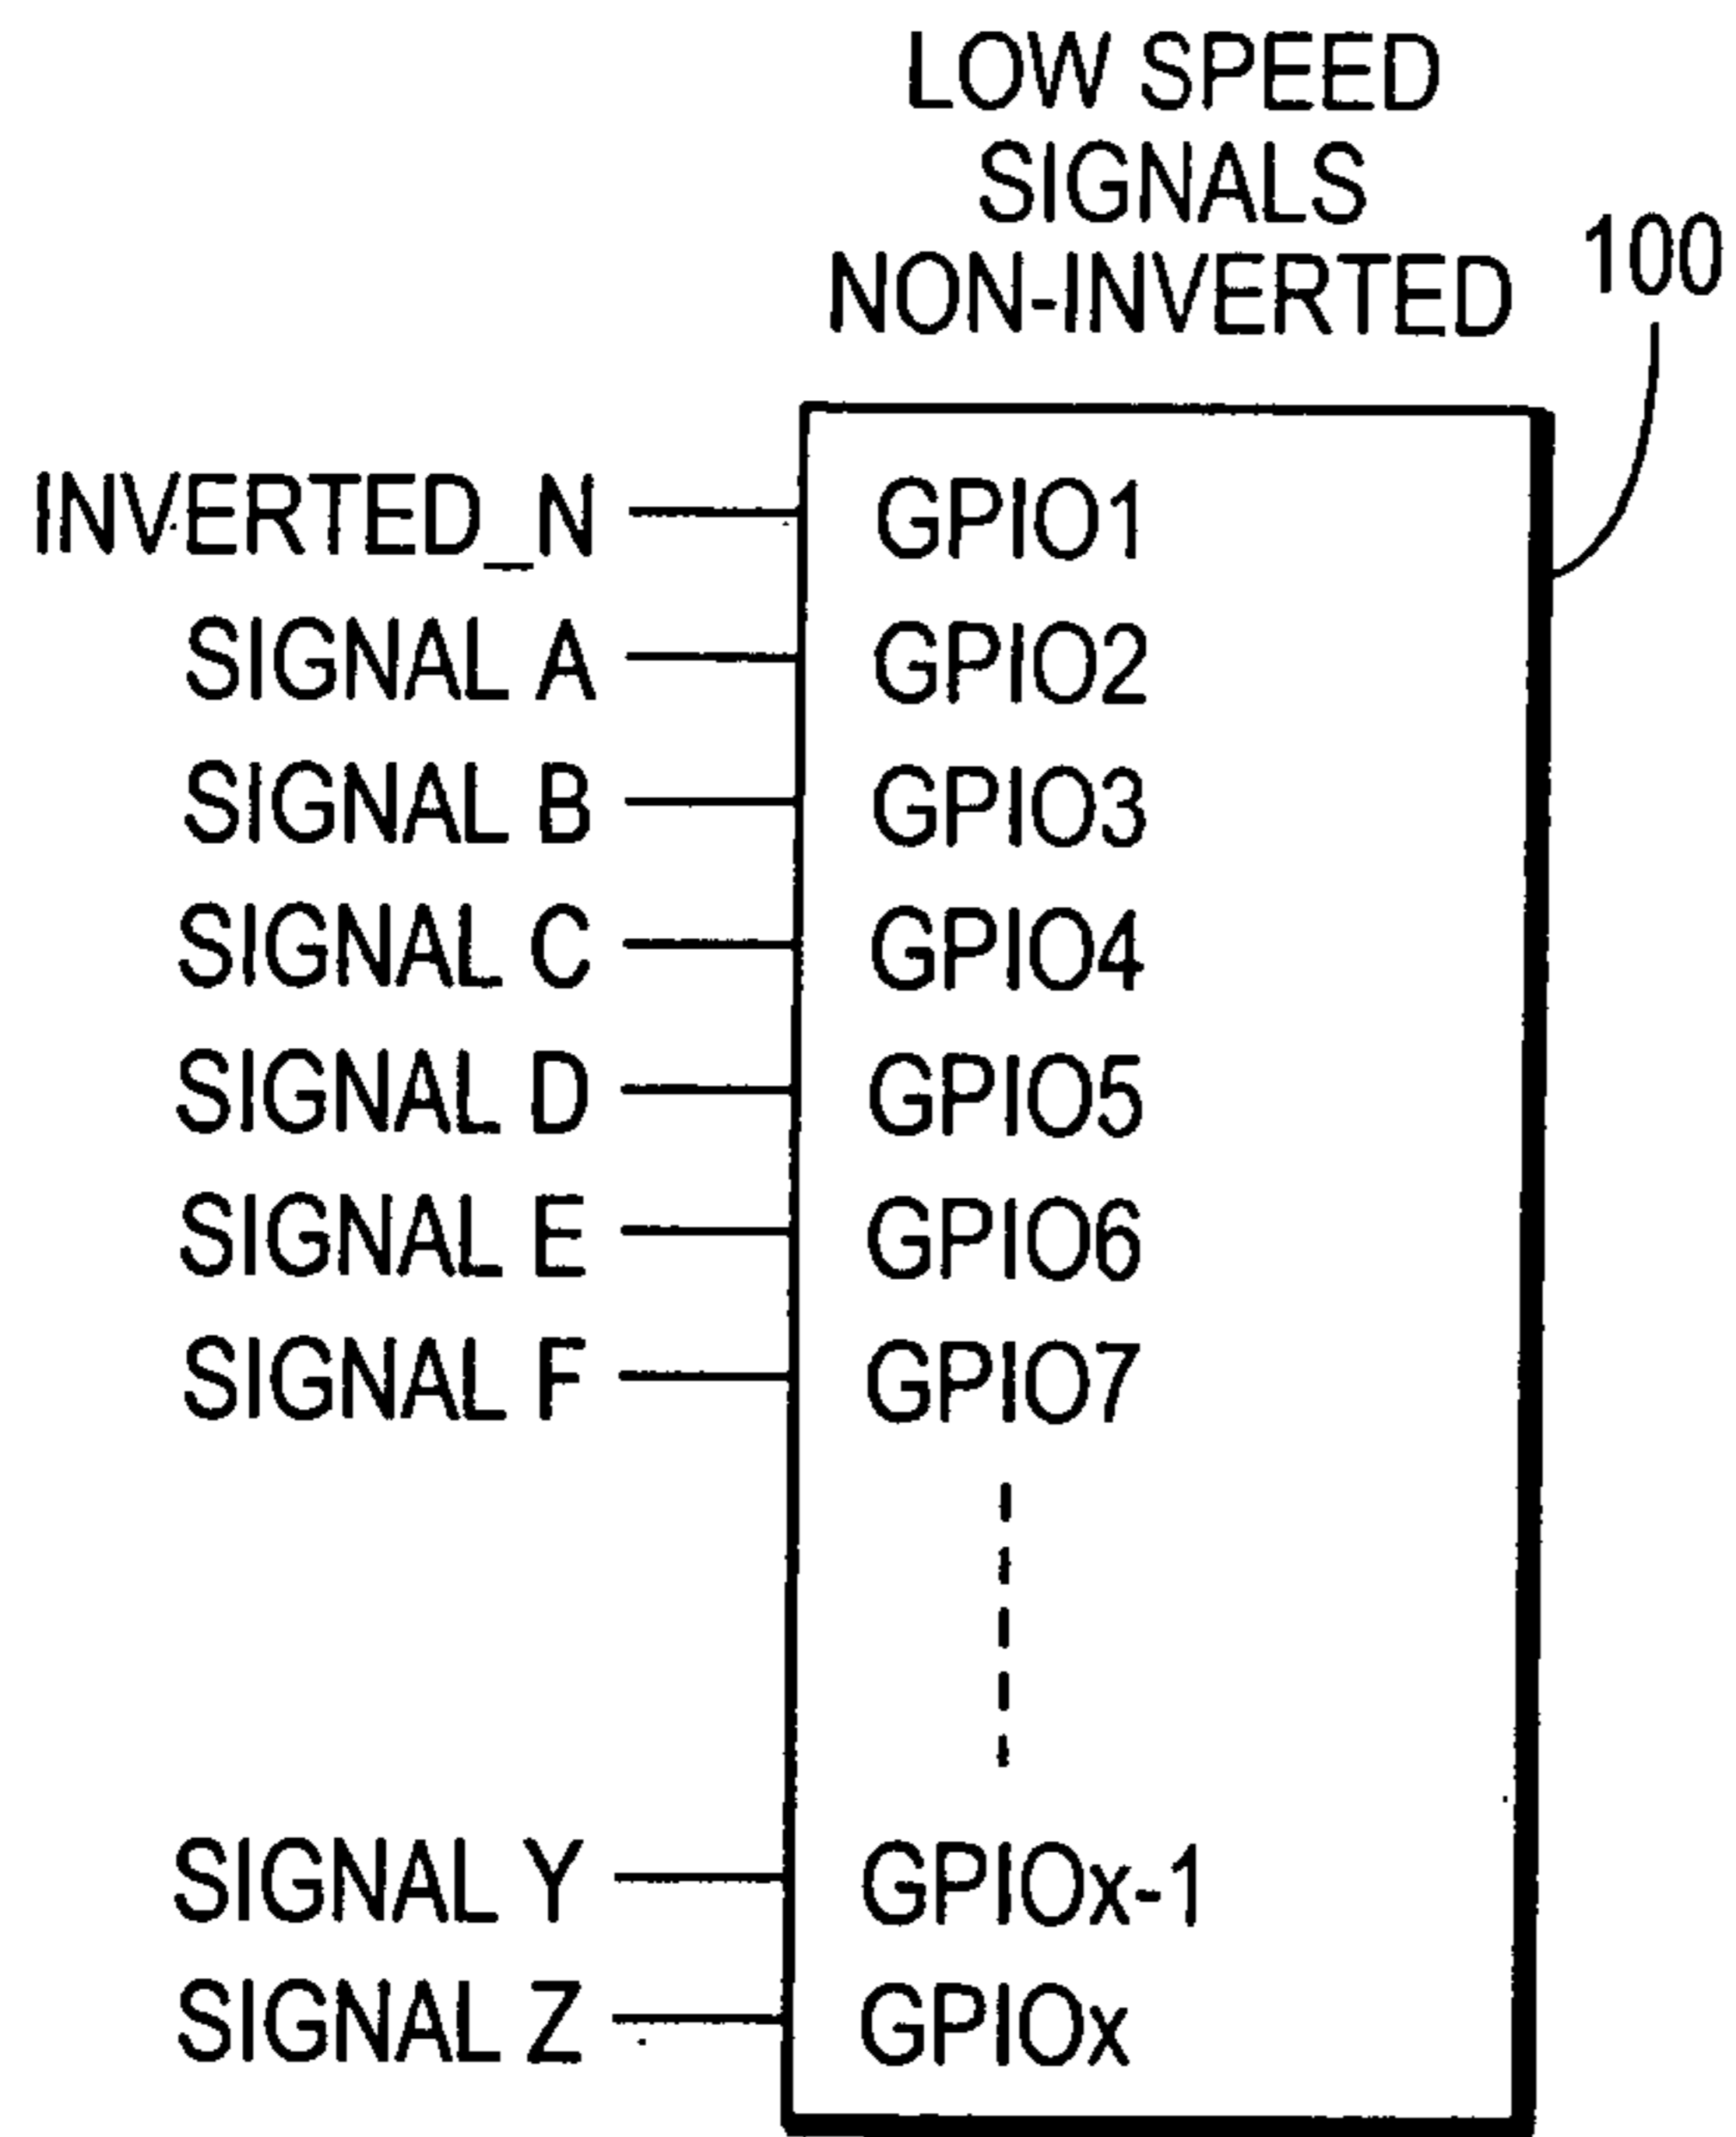 LOW SPEED
SIGNALS
NON-INVERTED
100
INVERTED_N GPIO1
SIGNAL A GPIO2
SIGNAL B GPIO3
SIGNAL C GPIO4
SIGNAL D GPIO5
SIGNAL E GPIO6
SIGNAL F GPIO7
SIGNAL Y GPIOx-1
SIGNAL Z GPIOx